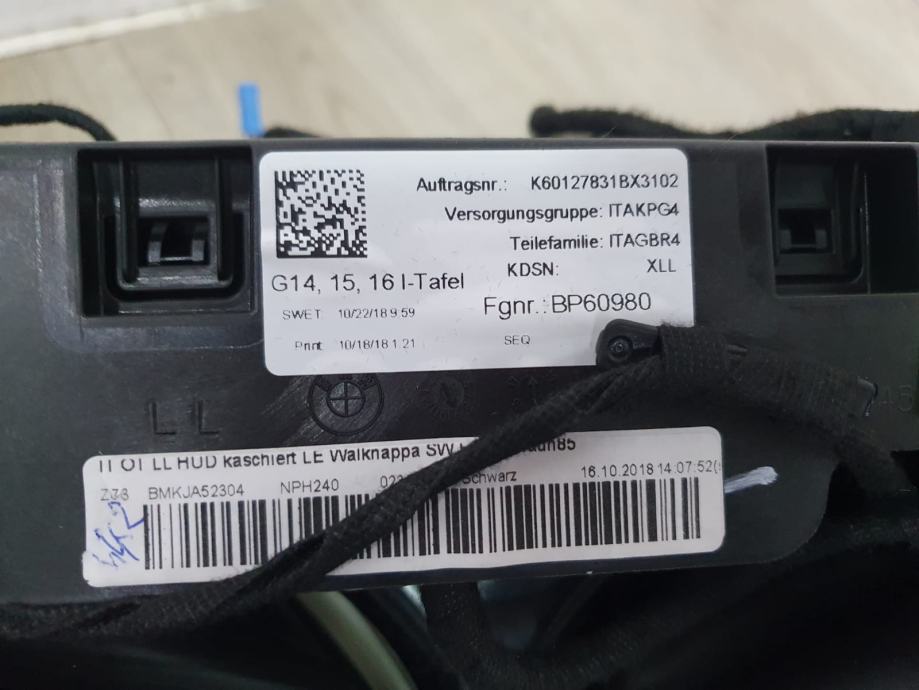 Auftragsnr.: K60127831BX3102
Versorgungsgruppe: ITAKPG4
Teilefamilie: ITAGBR4
KDSN: XLL
G14, 15, 16 I-Tafel
Fgnr.: BP60980
SWET 10/22/18 9:59
Print 10/18/18 1:21
SEQ
LL
IT OT LL HUD kaschiert LE Walknappa SW
BMKJA52304 NPH240 Schwarz 16.10.2018 14:07:52